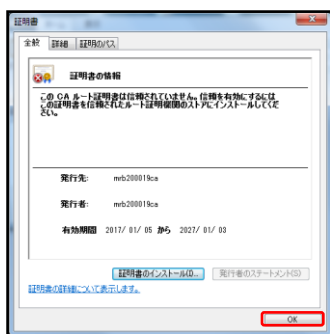 証明書
全般 詳細 証明のパス
証明書の情報
この CA ルート証明書は信頼されていません。信頼を有効にするには
この証明書を信頼されたルート証明機関のストアにインストールしてくだ
さい。
発行先: mrb200019ca
発行者: mrb200019ca
有効期間 2017/ 01/ 05 から 2027/ 01/ 03
証明書のインストール(I)... 発行者のステートメント(S)
証明書の詳細について表示します。
OK